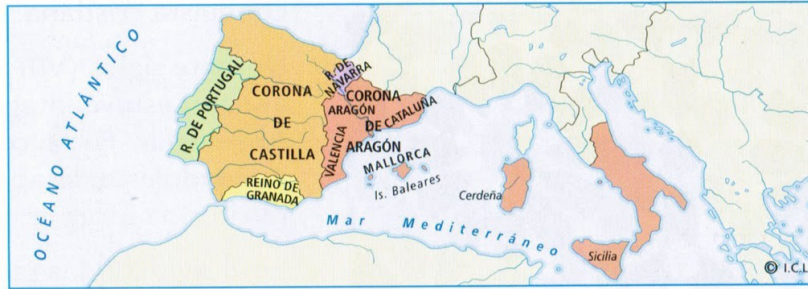 OCÉANO ATLÁNTICO
R. DE PORTUGAL
CORONA
DE
CASTILLA
R. DE
NAVARRA
CORONA
ARAGÓN
DE CATALUÑA
VALENCIA
ARAGÓN
MALLORCA
Is. Baleares
REINO DE
GRANADA
Cerdeña
Mar Mediterráneo
Sicilia
© I.C.L